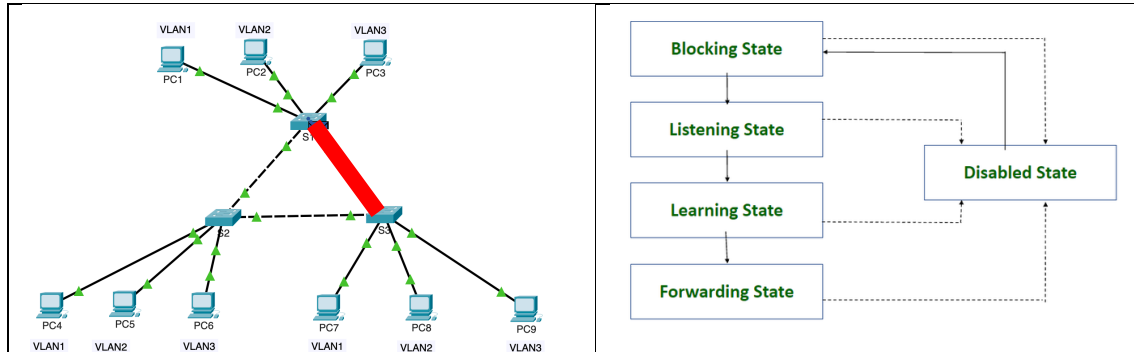 VLAN1
VLAN2
VLAN3
PC1
PC2
PC3
S1
S2
S3
PC4
PC5
PC6
PC7
PC8
PC9
VLAN1
VLAN2
VLAN3
VLAN1
VLAN2
VLAN3
Blocking State
Listening State
Learning State
Forwarding State
Disabled State